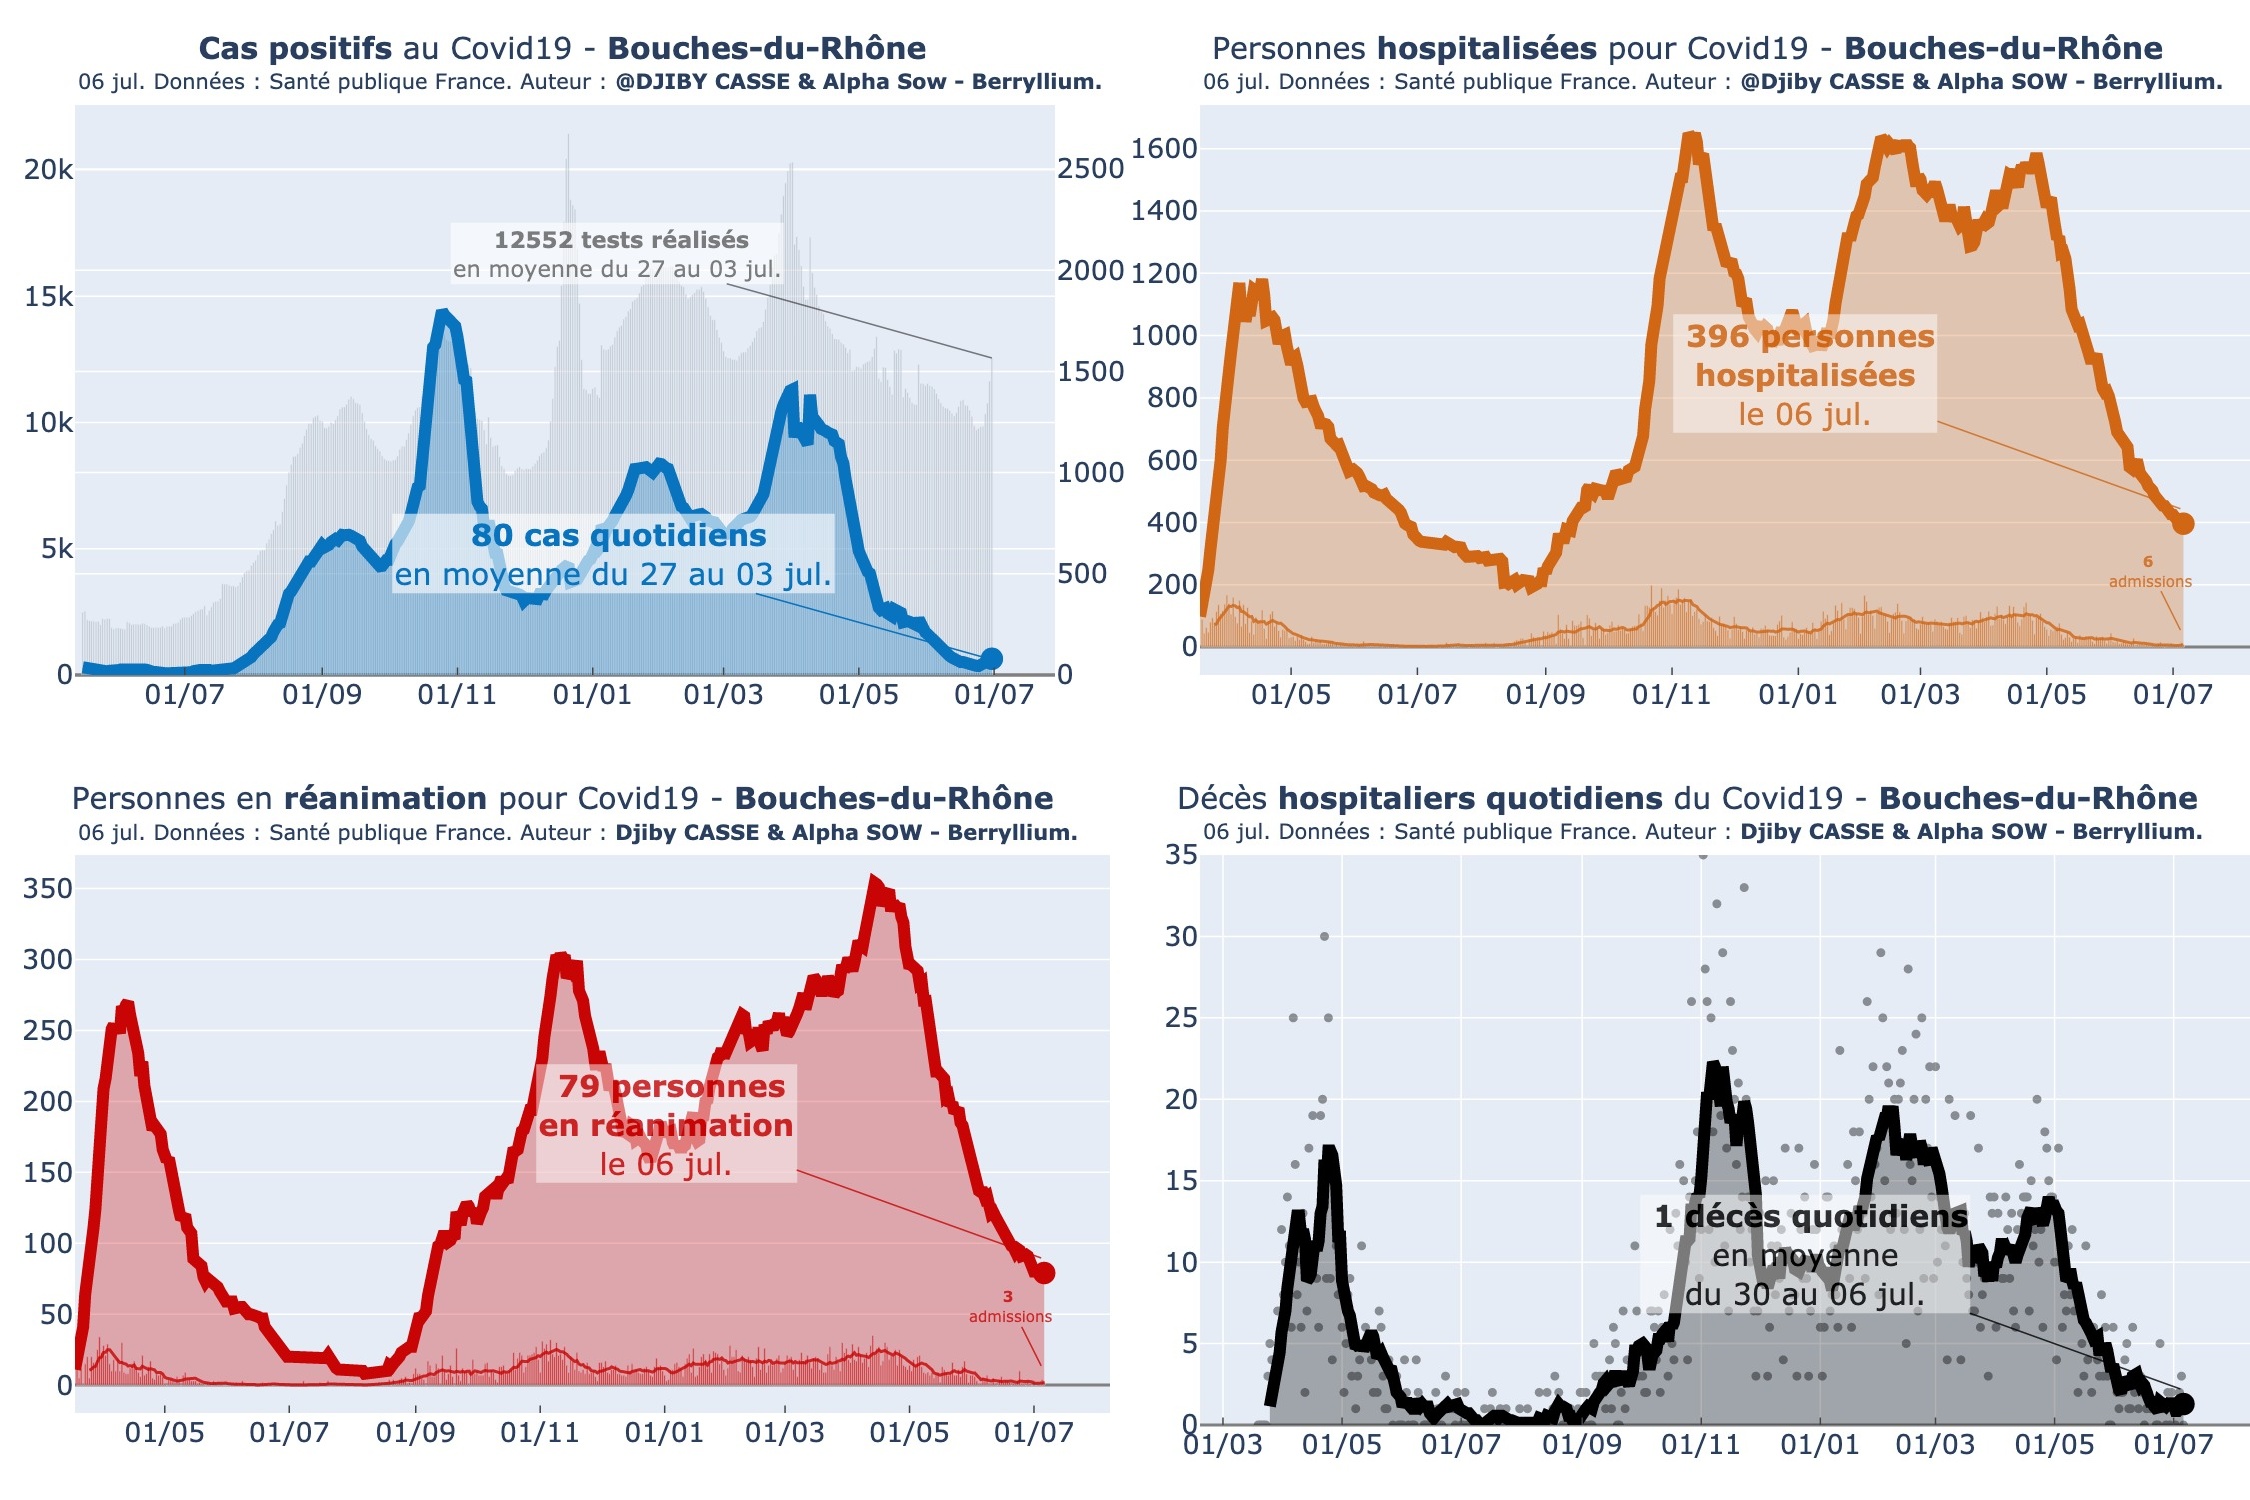 Cas positifs au Covid19 - Bouches-du-Rhône
06 jul. Données : Santé publique France. Auteur : @DJIBY CASSE & Alpha Sow - Berryllium.
20k
15k
10k
5k
0
2500
2000
1500
1000
500
0
12552 tests réalisés
en moyenne du 27 au 03 jul.
80 cas quotidiens
en moyenne du 27 au 03 jul.
01/07 01/09 01/11 01/01 01/03 01/05 01/07
Personnes hospitalisées pour Covid19 - Bouches-du-Rhône
06 jul. Données : Santé publique France. Auteur : @Djiby CASSE & Alpha SOW - Berryllium.
1600
1400
1200
1000
800
600
400
200
0
396 personnes
hospitalisées
le 06 jul.
6
admissions
01/05 01/07 01/09 01/11 01/01 01/03 01/05 01/07
Personnes en réanimation pour Covid19 - Bouches-du-Rhône
06 jul. Données : Santé publique France. Auteur : Djiby CASSE & Alpha SOW - Berryllium.
350
300
250
200
150
100
50
0
79 personnes
en réanimation
le 06 jul.
3
admissions
01/05 01/07 01/09 01/11 01/01 01/03 01/05 01/07
Décès hospitaliers quotidiens du Covid19 - Bouches-du-Rhône
06 jul. Données : Santé publique France. Auteur : Djiby CASSE & Alpha SOW - Berryllium.
35
30
25
20
15
10
5
0
1 décès quotidiens
en moyenne
du 30 au 06 jul.
01/03 01/05 01/07 01/09 01/11 01/01 01/03 01/05 01/07